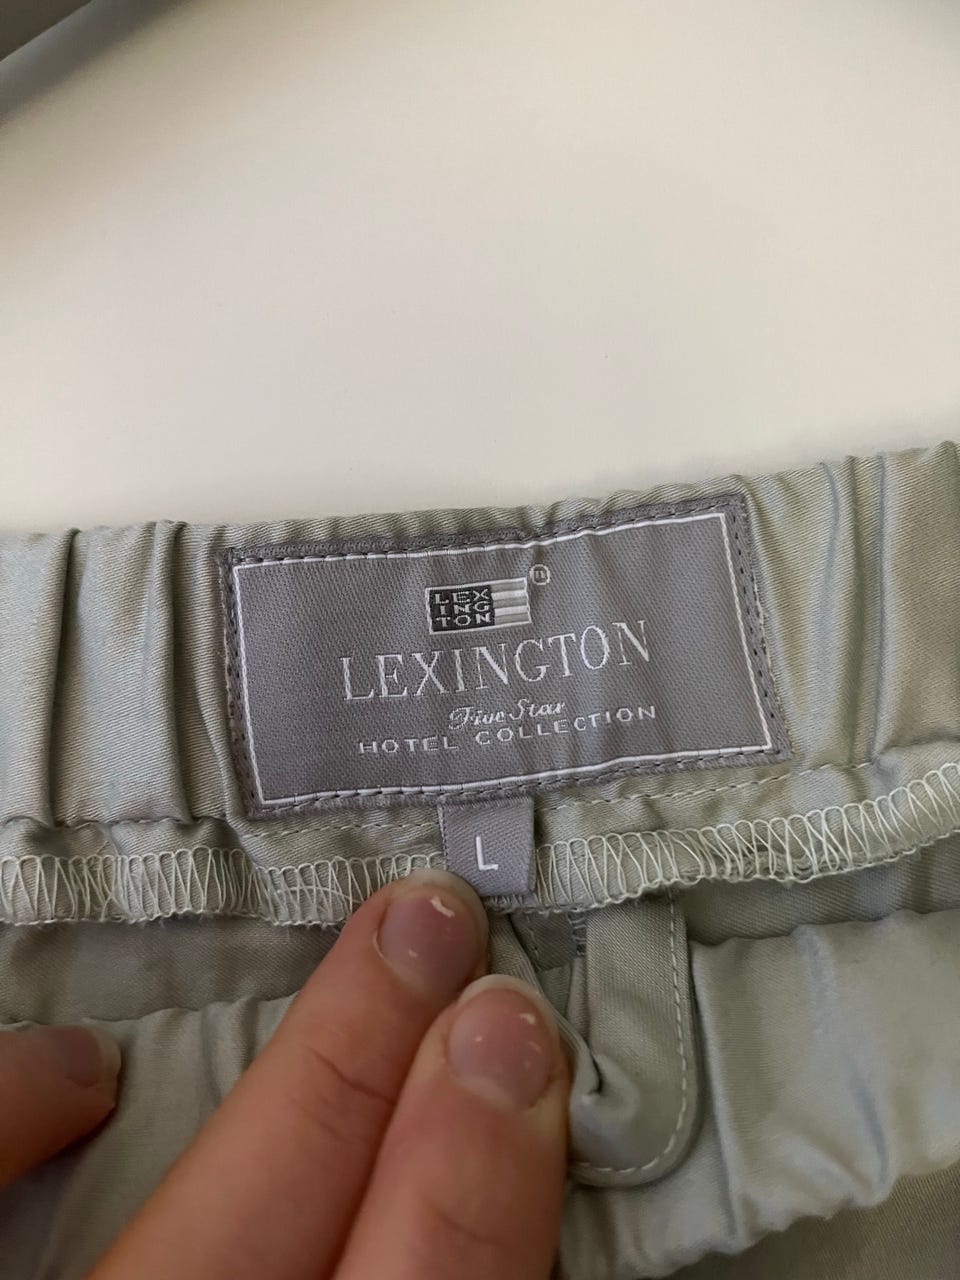 LEX
ING
TON
®
LEXINGTON
Five Star
HOTEL COLLECTION
L